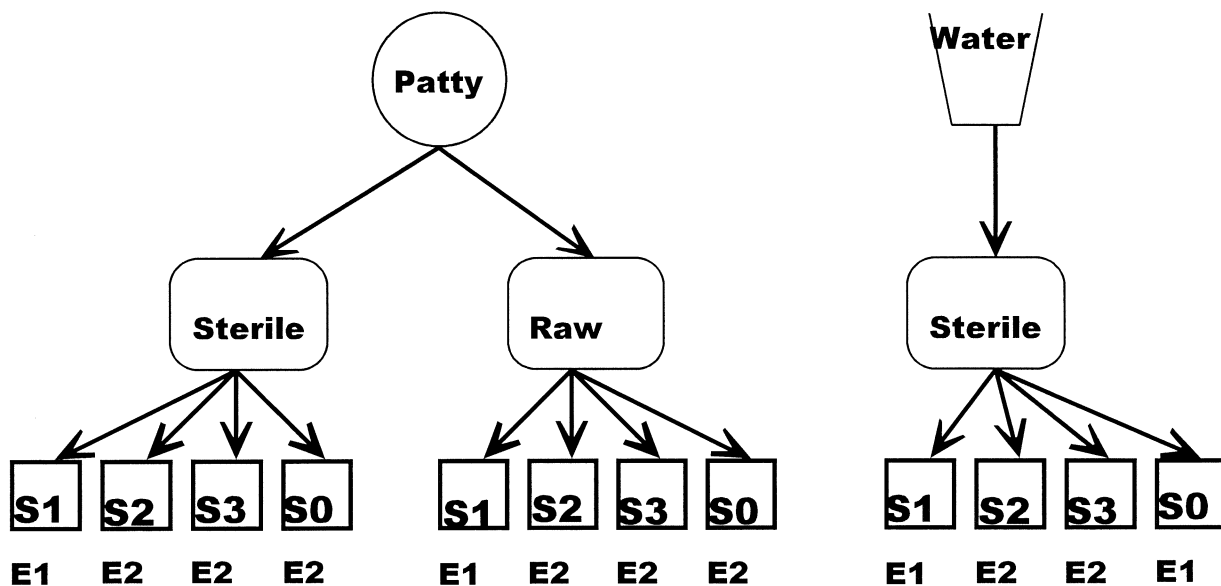 Water
Patty
Sterile Raw Sterile
S1 S2 S3 S0 S1 S2 S3 S0 S1 S2 S3 S0
E1 E2 E2 E2 E1 E2 E2 E2 E1 E2 E2 E1